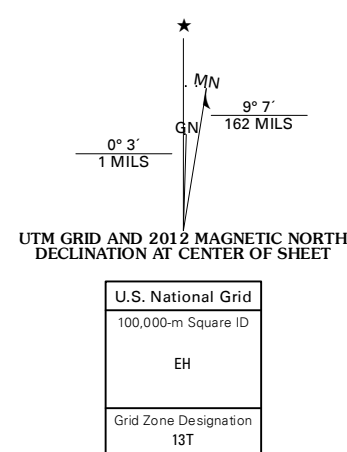 ★
MN
GN
9° 7´
162 MILS
0° 3´
1 MILS
UTM GRID AND 2012 MAGNETIC NORTH
DECLINATION AT CENTER OF SHEET
U.S. National Grid
100,000-m Square ID
EH
Grid Zone Designation
13T